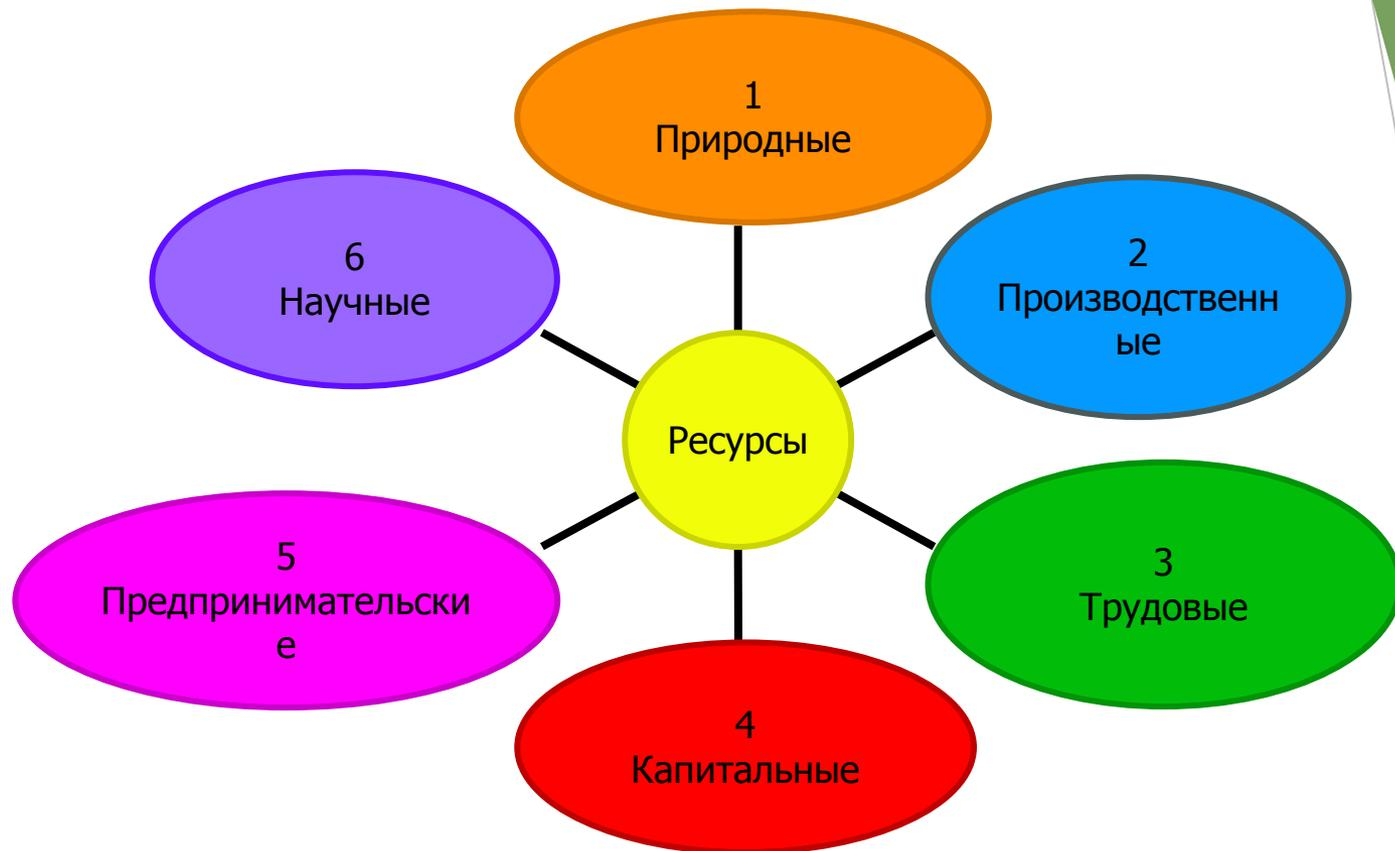 1
Природные
2
Производственн
ые
3
Трудовые
4
Капитальные
5
Предпринимательски
е
6
Научные
Ресурсы